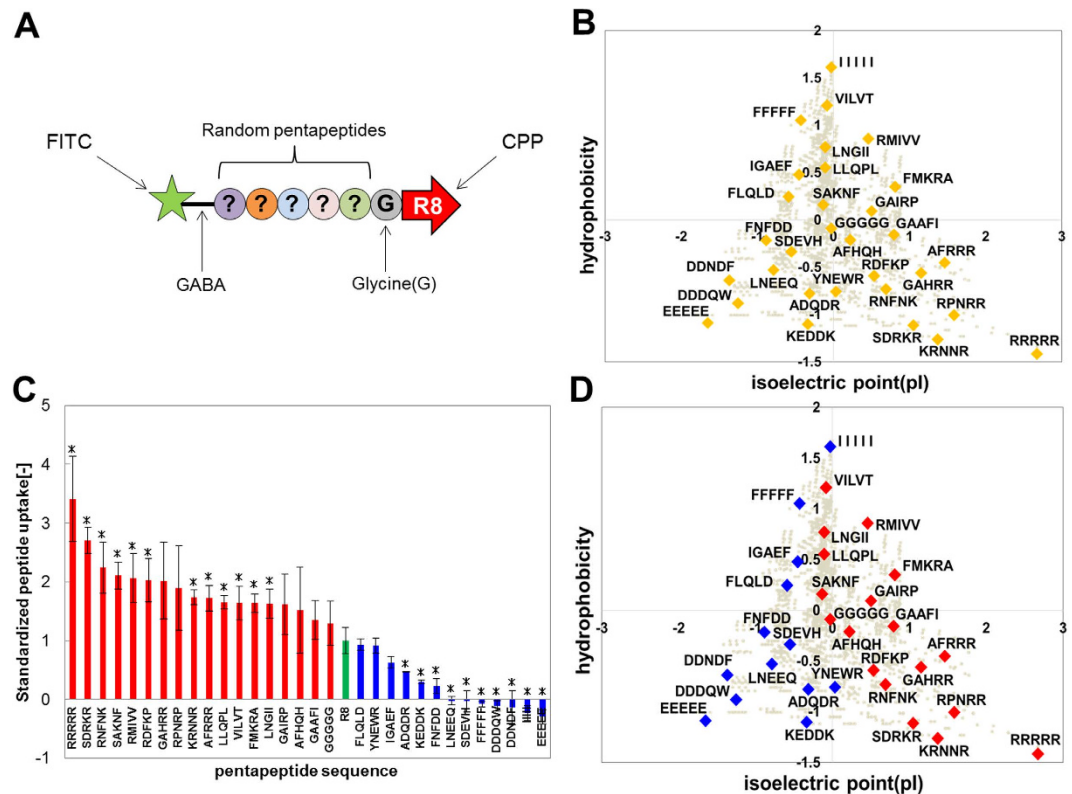 A
FITC
Random pentapeptides
CPP
? ? ? ? ? G R8
GABA
Glycine(G)
B
hydrophobicity
2
1.5
1
0.5
0
-0.5
-1
-1.5
-3 -2 -1 0 1 2 3
IIIII
VILVT
FFFFF
RMIVV
LNGII
IGAEF
LLQPL
FMKRA
FLQLD
SAKNF
GAIRP
FNFDD
GGGGG
GAAFI
SDEVH
AFHQH
AFRRR
DDNDF
LNEEQ
YNEWR
RDFKP
GAHRR
DDDQW
ADQDR
RNFNK
RPNRR
EEEEE
KEDDK
SDRKR
KRNNR
RRRRR
isoelectric point(pI)
C
Standardized peptide uptake[-]
5
4
3
2
1
0
-1
* * * * * * * * * * * * * * * * * * * * * *
RRRRR
SDRKR
RNFNK
SAKNF
RMIVV
RDFKP
GAHRR
RPNRP
KRNNR
AFRRR
LLQPL
VILVT
FMKRA
LNGII
GAIRP
AFHQH
GAAFI
GGGGG
R8
FLQLD
YNEWR
IGAEF
ADQDR
KEDDK
FNFDD
LNEEQ
SDEVH
FFFFF
DDDQW
DDNDF
IIIII
EEEEE
pentapeptide sequence
D
hydrophobicity
2
1.5
1
0.5
0
-0.5
-1
-1.5
-3 -2 -1 0 1 2 3
IIIII
VILVT
FFFFF
RMIVV
LNGII
IGAEF
LLQPL
FMKRA
FLQLD
SAKNF
GAIRP
FNFDD
GGGGG
GAAFI
SDEVH
AFHQH
AFRRR
DDNDF
LNEEQ
YNEWR
RDFKP
GAHRR
DDDQW
ADQDR
RNFNK
RPNRR
EEEEE
KEDDK
SDRKR
KRNNR
RRRRR
isoelectric point(pI)